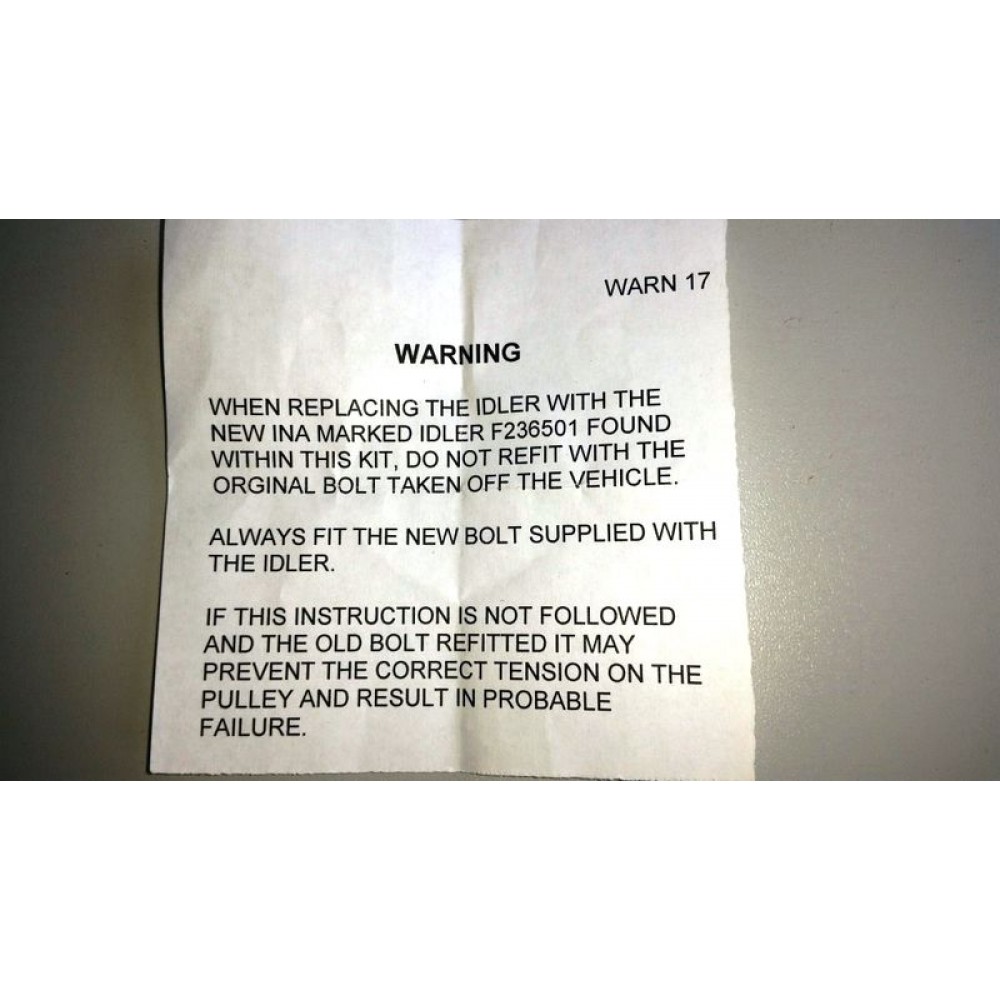 WARN 17
WARNING
WHEN REPLACING THE IDLER WITH THE
NEW INA MARKED IDLER F236501 FOUND
WITHIN THIS KIT, DO NOT REFIT WITH THE
ORGINAL BOLT TAKEN OFF THE VEHICLE.
ALWAYS FIT THE NEW BOLT SUPPLIED WITH
THE IDLER.
IF THIS INSTRUCTION IS NOT FOLLOWED
AND THE OLD BOLT REFITTED IT MAY
PREVENT THE CORRECT TENSION ON THE
PULLEY AND RESULT IN PROBABLE
FAILURE.